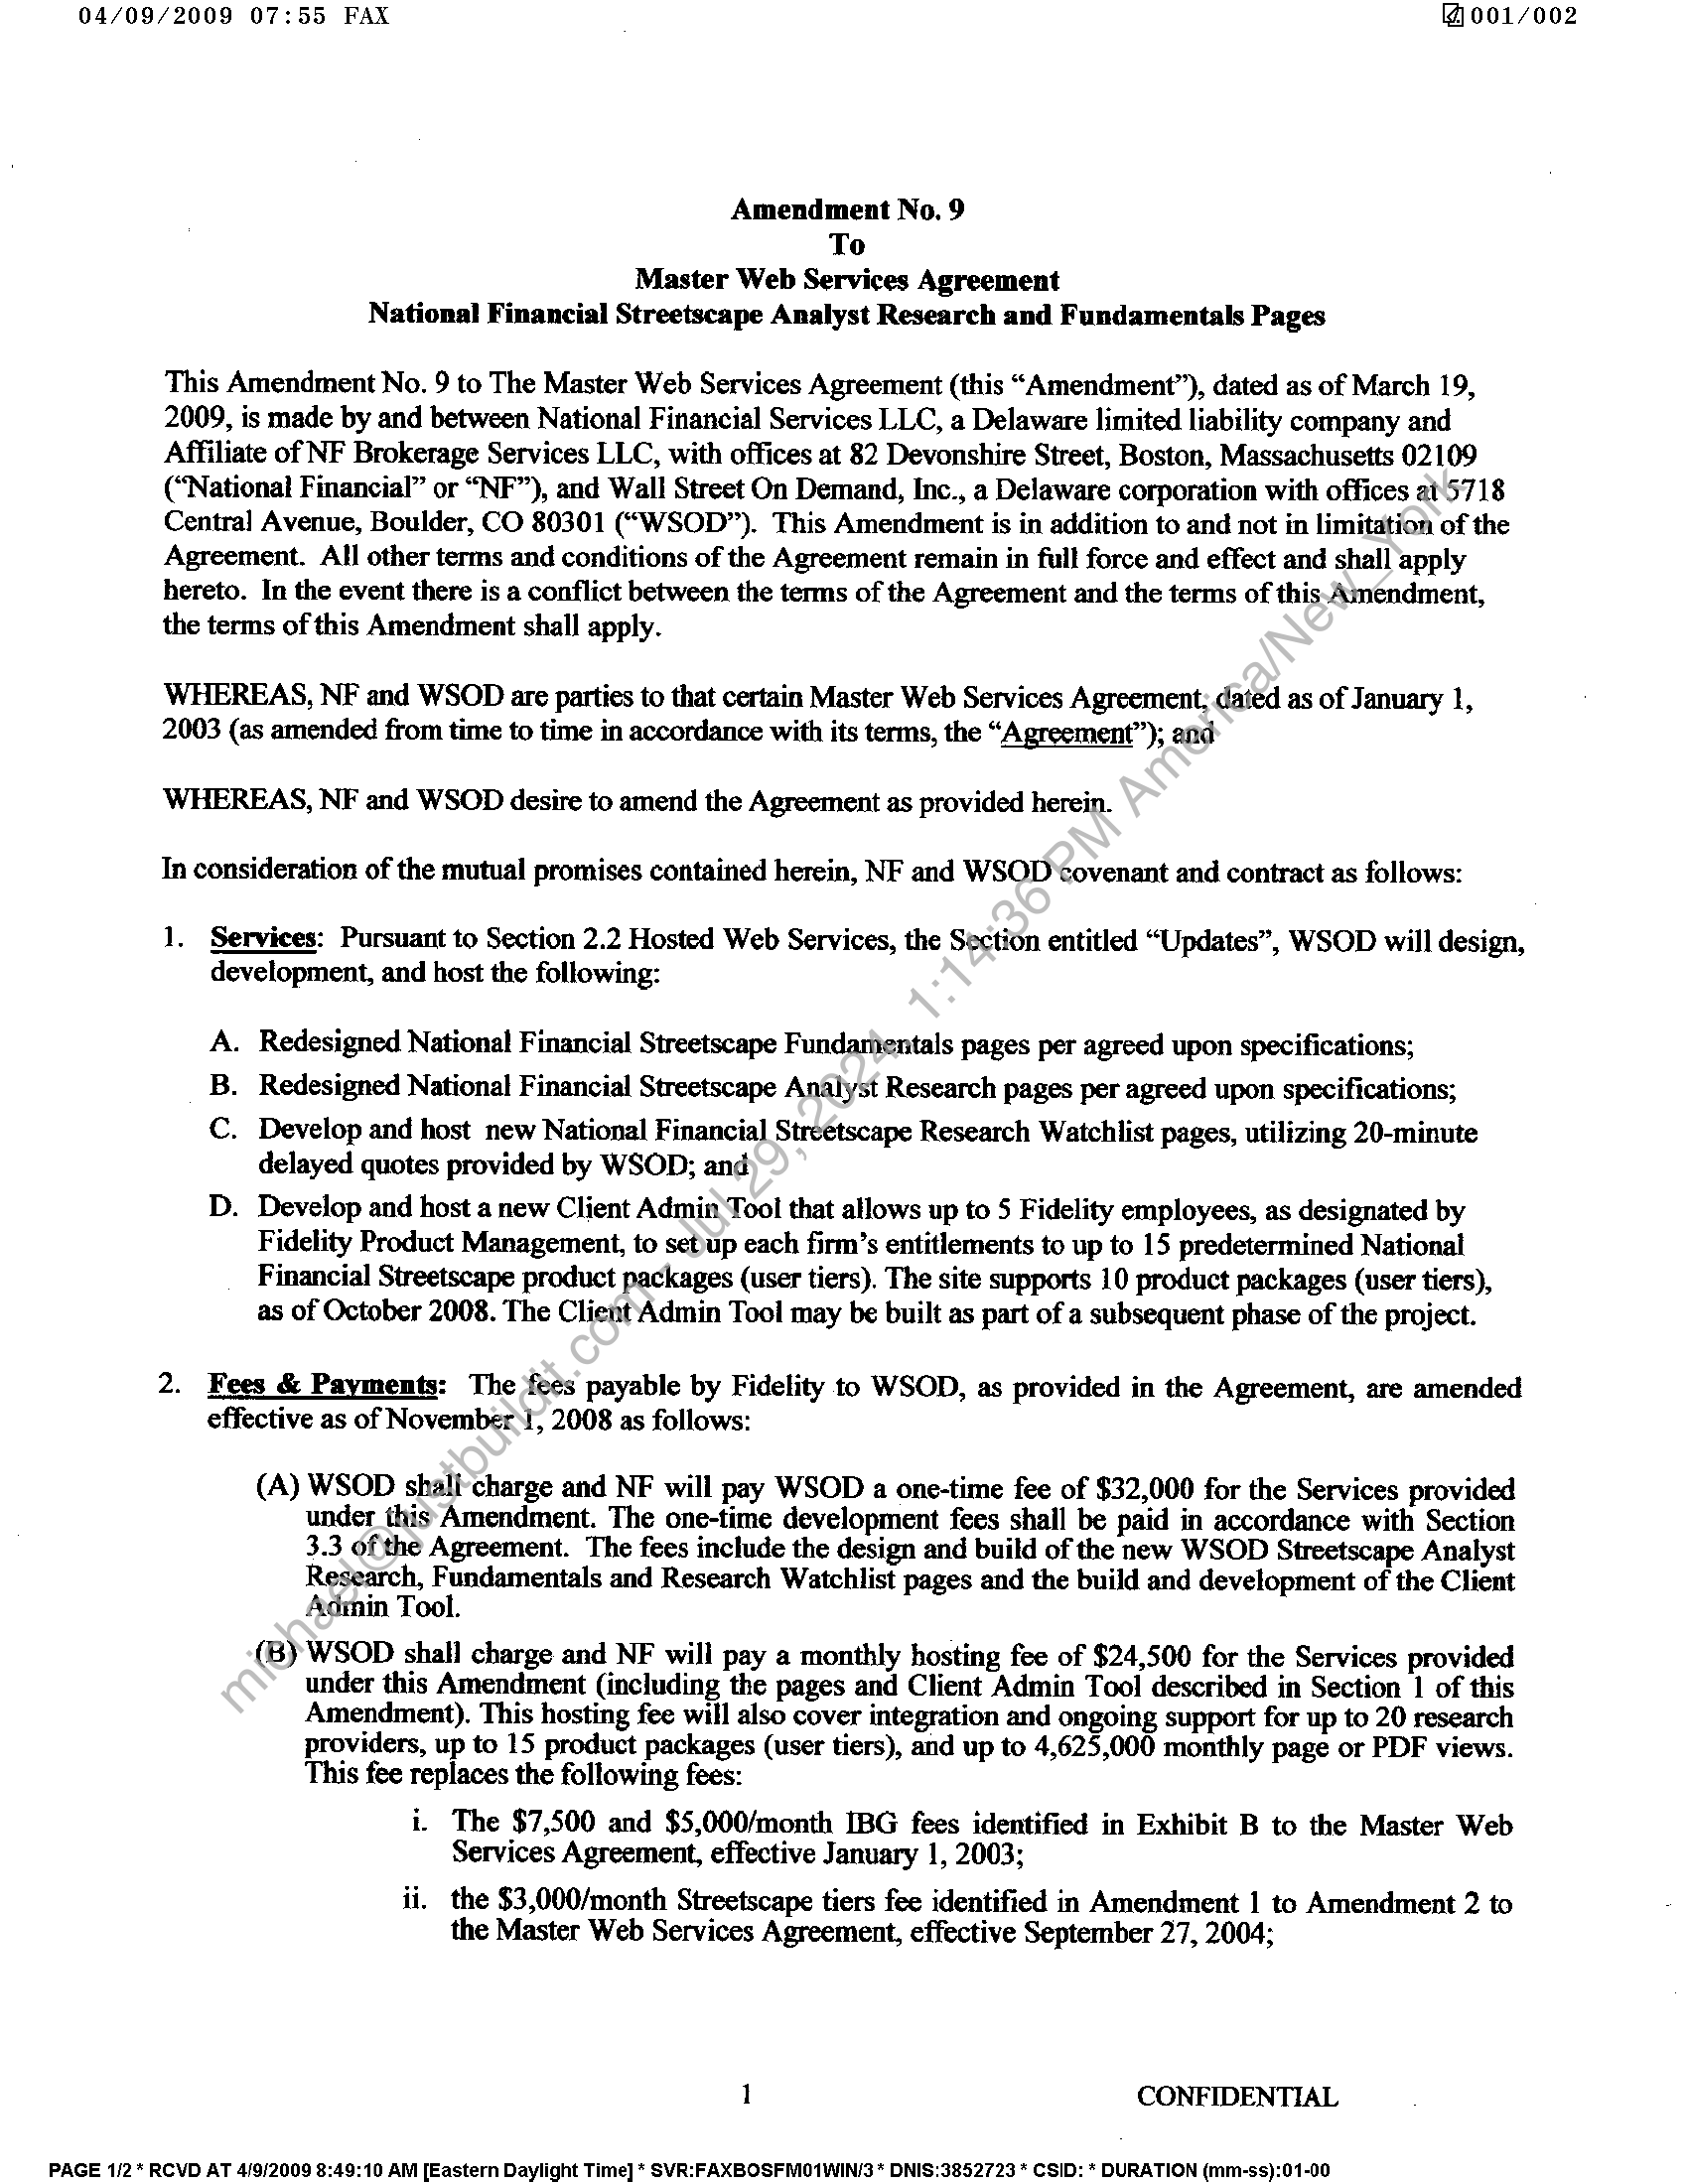 04/09/2009 07:55 FAX
001/002
Amendment No. 9
To
Master Web Services Agreement
National Financial Streetscape Analyst Research and Fundamentals Pages
This Amendment No. 9 to The Master Web Services Agreement (this “Amendment”), dated as of March 19,
2009, is made by and between National Financial Services LLC, a Delaware limited liability company and
Affiliate of NF Brokerage Services LLC, with offices at 82 Devonshire Street, Boston, Massachusetts 02109
(“National Financial” or “NF”), and Wall Street On Demand, Inc., a Delaware corporation with offices at 5718
Central Avenue, Boulder, CO 80301 (“WSOD”).  This Amendment is in addition to and not in limitation of the
Agreement.  All other terms and conditions of the Agreement remain in full force and effect and shall apply
hereto.  In the event there is a conflict between the terms of the Agreement and the terms of this Amendment,
the terms of this Amendment shall apply.
WHEREAS, NF and WSOD are parties to that certain Master Web Services Agreement, dated as of January 1,
2003 (as amended from time to time in accordance with its terms, the “Agreement”); and
WHEREAS, NF and WSOD desire to amend the Agreement as provided herein.
In consideration of the mutual promises contained herein, NF and WSOD covenant and contract as follows:
1. Services: Pursuant to Section 2.2 Hosted Web Services, the Section entitled “Updates”, WSOD will design,
development, and host the following:
A. Redesigned National Financial Streetscape Fundamentals pages per agreed upon specifications;
B. Redesigned National Financial Streetscape Analyst Research pages per agreed upon specifications;
C. Develop and host new National Financial Streetscape Research Watchlist pages, utilizing 20-minute
delayed quotes provided by WSOD; and
D. Develop and host a new Client Admin Tool that allows up to 5 Fidelity employees, as designated by
Fidelity Product Management, to set up each firm’s entitlements to up to 15 predetermined National
Financial Streetscape product packages (user tiers). The site supports 10 product packages (user tiers),
as of October 2008. The Client Admin Tool may be built as part of a subsequent phase of the project.
2. Fees & Payments: The fees payable by Fidelity to WSOD, as provided in the Agreement, are amended
effective as of November 1, 2008 as follows:
(A) WSOD shall charge and NF will pay WSOD a one-time fee of $32,000 for the Services provided
under this Amendment. The one-time development fees shall be paid in accordance with Section
3.3 of the Agreement.  The fees include the design and build of the new WSOD Streetscape Analyst
Research, Fundamentals and Research Watchlist pages and the build and development of the Client
Admin Tool.
(B) WSOD shall charge and NF will pay a monthly hosting fee of $24,500 for the Services provided
under this Amendment (including the pages and Client Admin Tool described in Section 1 of this
Amendment). This hosting fee will also cover integration and ongoing support for up to 20 research
providers, up to 15 product packages (user tiers), and up to 4,625,000 monthly page or PDF views.
This fee replaces the following fees:
i. The $7,500 and $5,000/month IBG fees identified in Exhibit B to the Master Web
Services Agreement, effective January 1, 2003;
ii. the $3,000/month Streetscape tiers fee identified in Amendment 1 to Amendment 2 to
the Master Web Services Agreement, effective September 27, 2004;
1
CONFIDENTIAL
PAGE 1/2 * RCVD AT 4/9/2009 8:49:10 AM [Eastern Daylight Time] * SVR:FAXBOSFM01WIN/3 * DNIS:3852723 * CSID: * DURATION (mm-ss):01-00
michael@justbuildit.com - Jul 29, 2024, 1:14:36 PM America/New_York